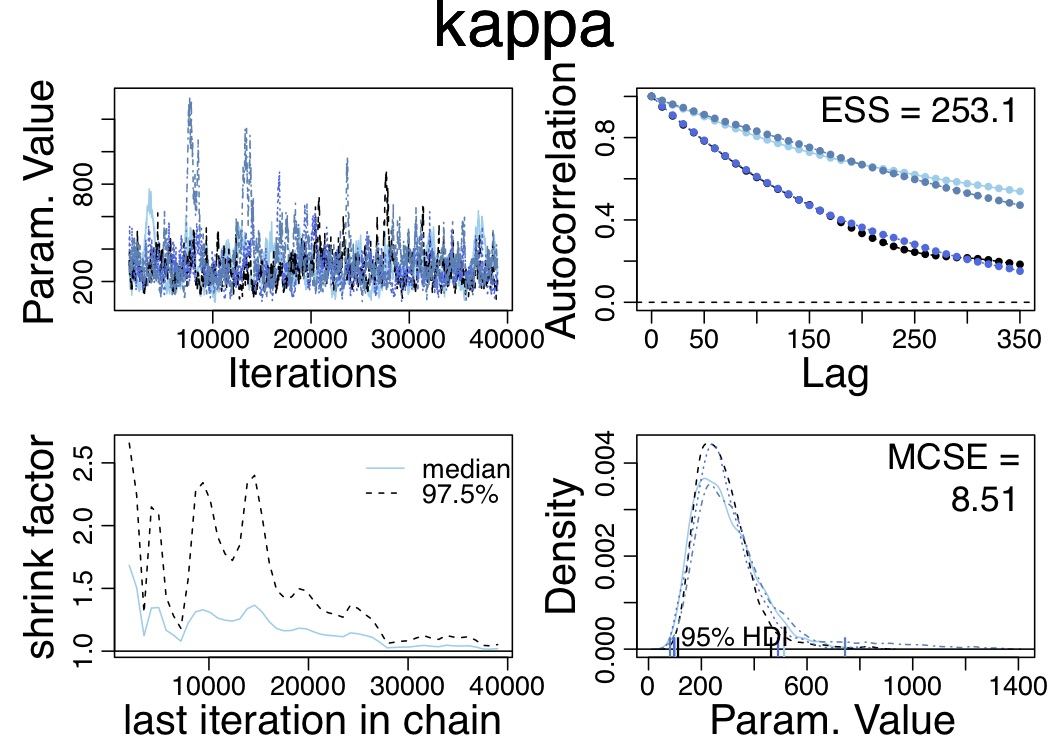 kappa
Param. Value
800
200
10000 20000 30000 40000
Iterations
Autocorrelation
ESS = 253.1
0.8
0.4
0.0
0 50 150 250 350
Lag
shrink factor
median
97.5%
2.5
2.0
1.5
1.0
10000 20000 30000 40000
last iteration in chain
Density
MCSE =
8.51
0.004
0.002
0.000
95% HDI
0 200 600 1000 1400
Param. Value